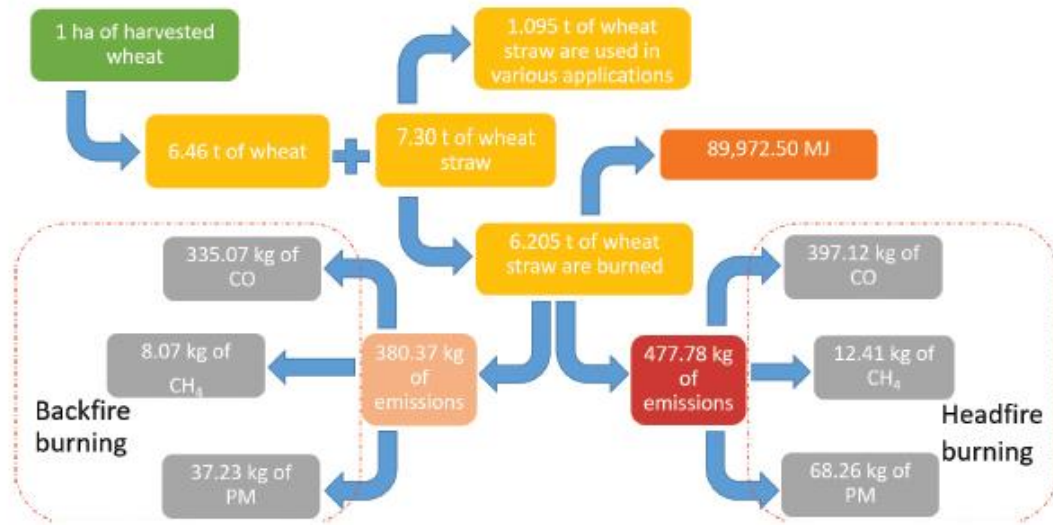 1 ha of harvested
wheat
1.095 t of wheat
straw are used in
various applications
6.46 t of wheat
7.30 t of wheat
straw
89,972.50 MJ
6.205 t of wheat
straw are burned
335.07 kg of
CO
397.12 kg of
CO
8.07 kg of
CH₄
380.37 kg
of
emissions
477.78 kg
of
emissions
12.41 kg of
CH₄
Backfire
burning
Headfire
burning
37.23 kg of
PM
68.26 kg of
PM